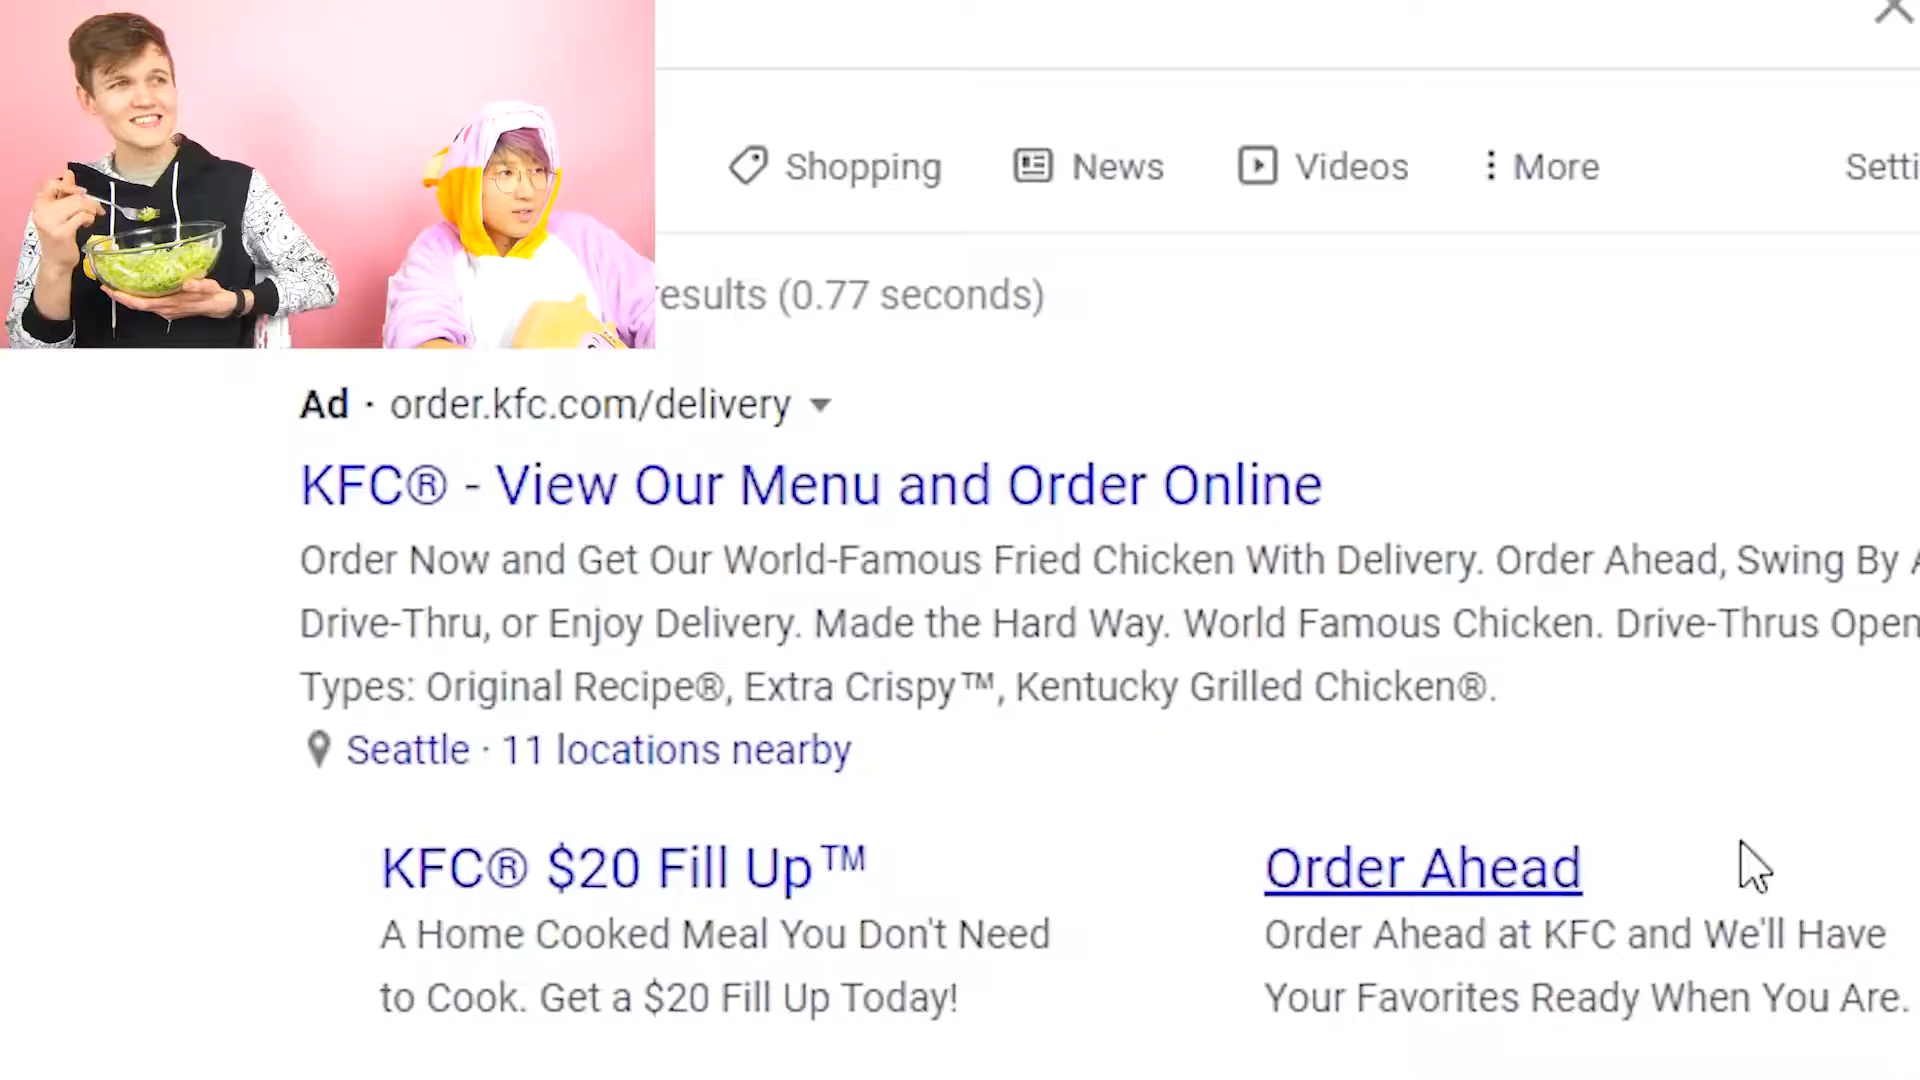 Shopping News Videos More Setti
results (0.77 seconds)
Ad · order.kfc.com/delivery
KFC® - View Our Menu and Order Online
Order Now and Get Our World-Famous Fried Chicken With Delivery. Order Ahead, Swing By A
Drive-Thru, or Enjoy Delivery. Made the Hard Way. World Famous Chicken. Drive-Thrus Open
Types: Original Recipe®, Extra Crispy™, Kentucky Grilled Chicken®.
Seattle · 11 locations nearby
KFC® $20 Fill Up™
A Home Cooked Meal You Don't Need
to Cook. Get a $20 Fill Up Today!
Order Ahead
Order Ahead at KFC and We'll Have
Your Favorites Ready When You Are.